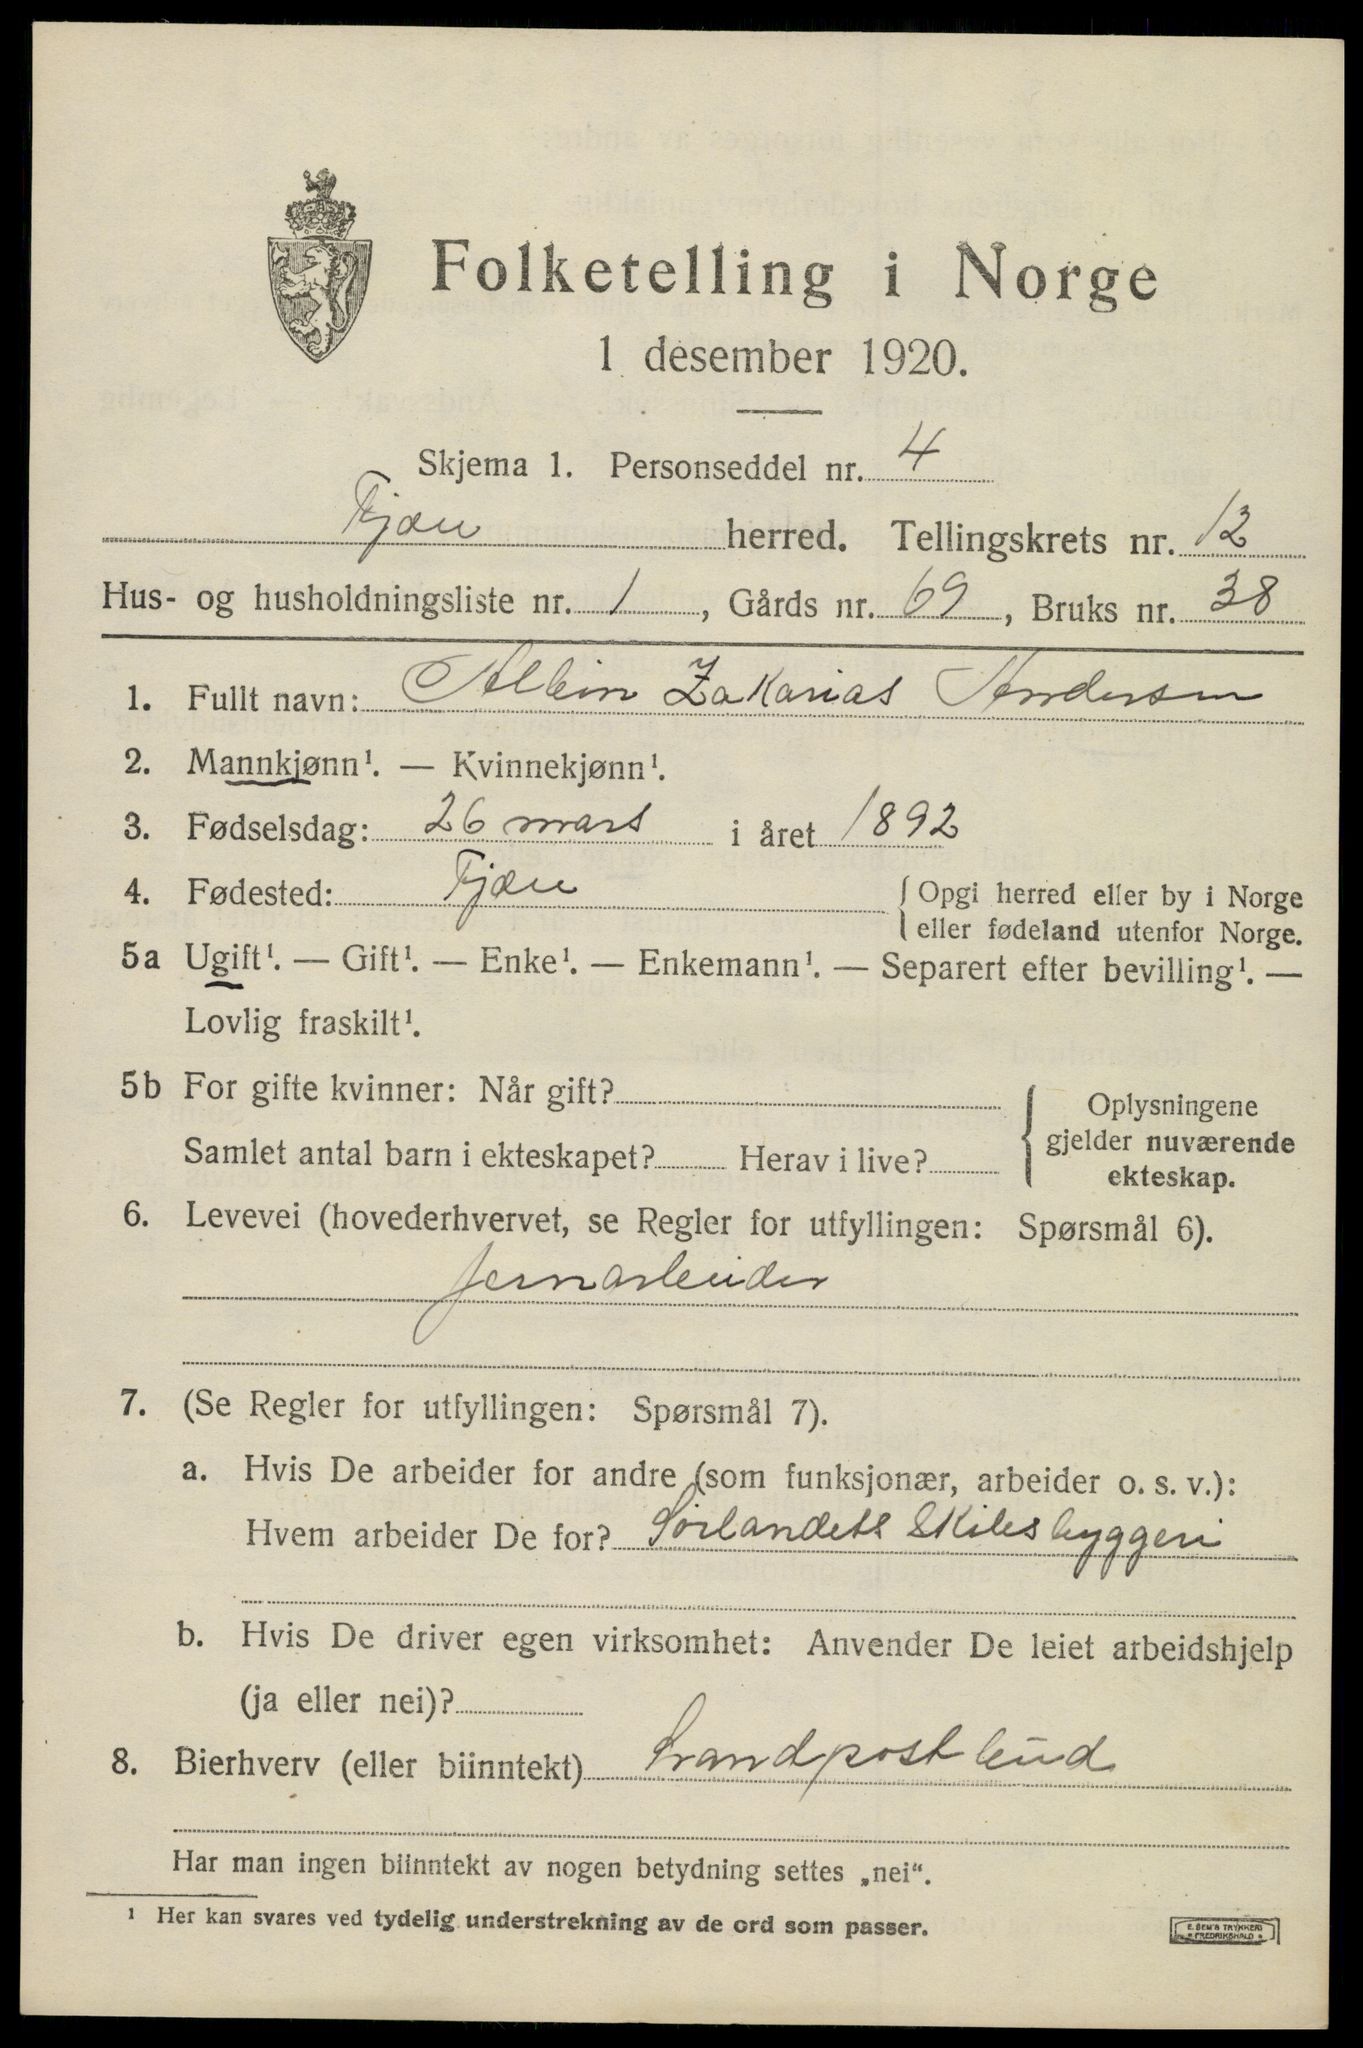 Folketelling i Norge
1 desember 1920.
Skjema 1. Personseddel nr. 4
Fjære herred. Tellingskrets nr. 12
Hus- og husholdningsliste nr. 1, Gårds nr. 69, Bruks nr. 38
1. Fullt navn: Albin Zakarias Andersen
2. Mannkjønn¹. — Kvinnekjønn¹.
3. Fødselsdag: 26 mars i året 1892
4. Fødested: Fjære { Opgi herred eller by i Norge
eller fødeland utenfor Norge.
5a Ugift¹. — Gift¹. — Enke¹. — Enkemann¹. — Separert efter bevilling¹. —
Lovlig fraskilt¹.
5b For gifte kvinner: Når gift?
Samlet antal barn i ekteskapet? Herav i live?
{ Oplysningene
gjelder nuværende
ekteskap.
6. Levevei (hovederhvervet, se Regler for utfyllingen: Spørsmål 6).
Jernarbeider
7. (Se Regler for utfyllingen: Spørsmål 7).
a. Hvis De arbeider for andre (som funksjonær, arbeider o. s. v.):
Hvem arbeider De for? Sørlandets Skibsbyggeri
b. Hvis De driver egen virksomhet: Anvender De leiet arbeidshjelp
(ja eller nei)?
8. Bierhverv (eller biinntekt) postbud
Har man ingen biinntekt av nogen betydning settes „nei“.
¹ Her kan svares ved tydelig understrekning av de ord som passer.
E. SEM'S TRYKKERI
FREDRIKSHALD